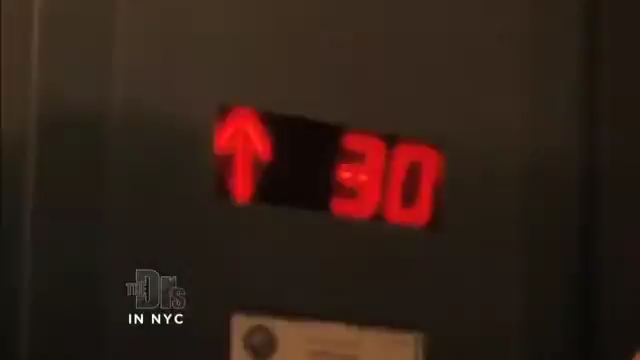 ↑ 30
THE Drs
IN NYC